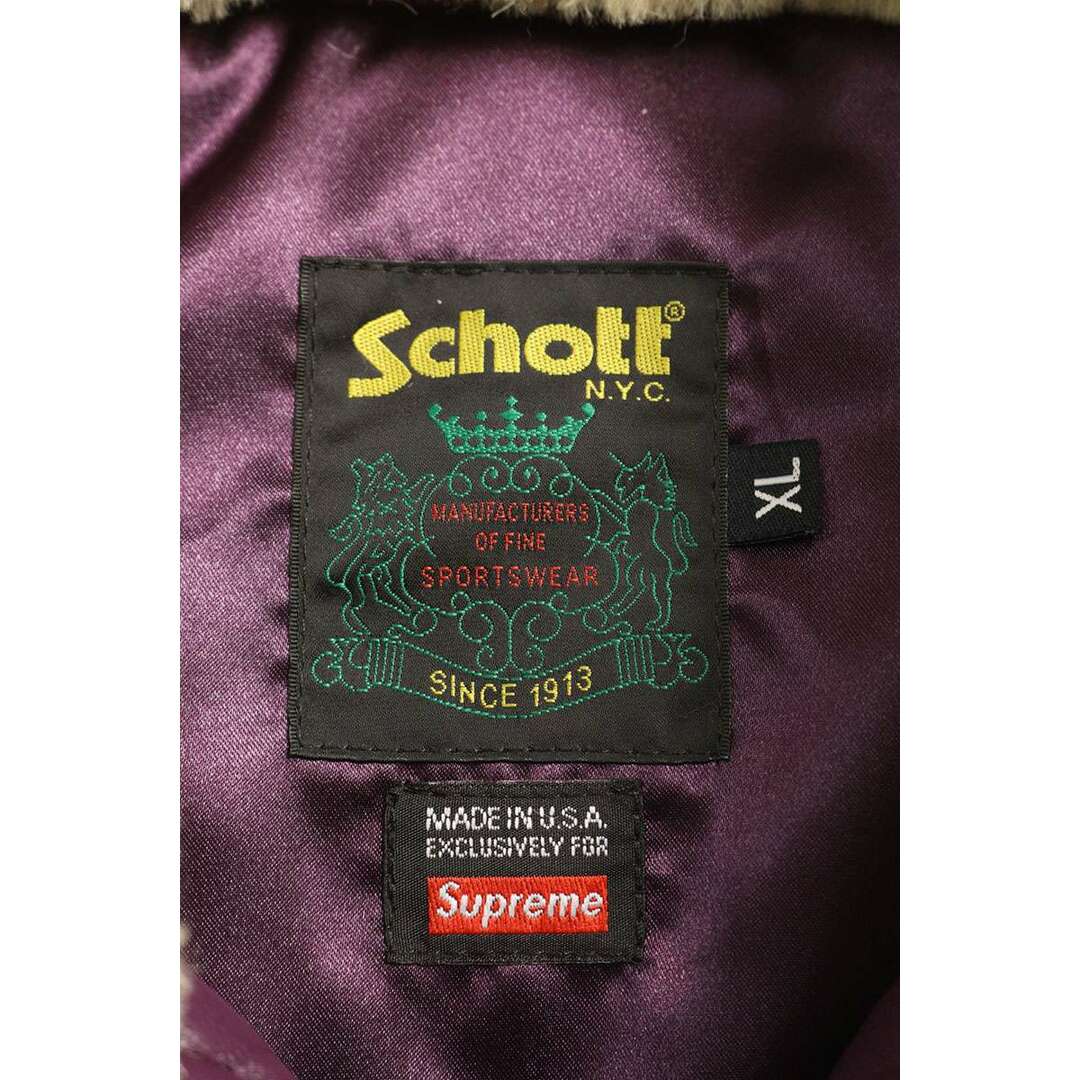 Schott®
N.Y.C.
MANUFACTURERS
OF FINE
SPORTSWEAR
SINCE 1913
XL
MADE IN U.S.A.
EXCLUSIVELY FOR
Supreme